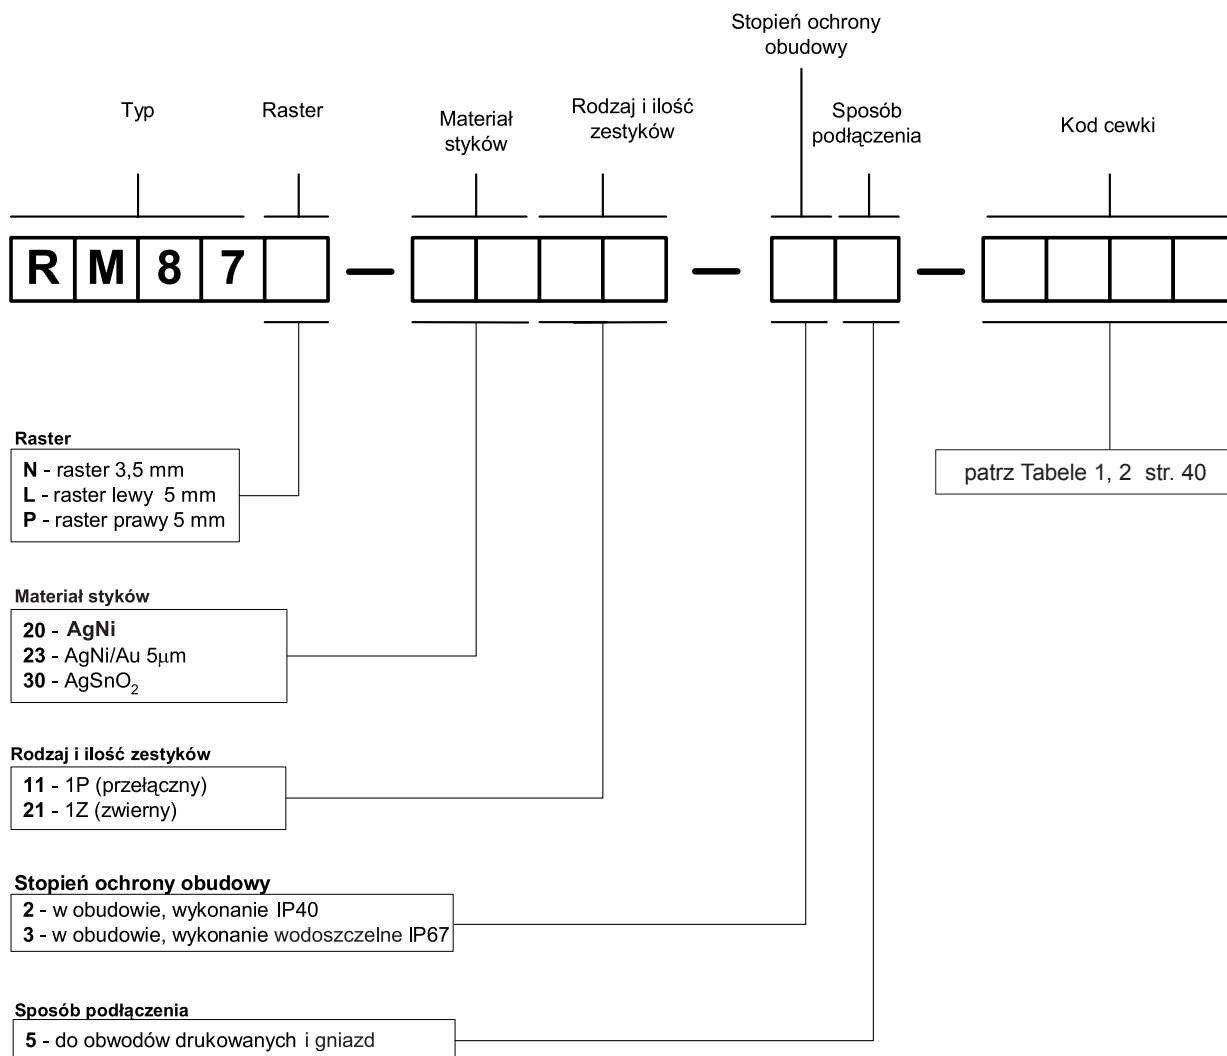 Stopień ochrony
obudowy
Typ
Raster
Materiał
styków
Rodzaj i ilość
zestyków
Sposób
podłączenia
Kod cewki
R M 8 7 — — —
Raster
N - raster 3,5 mm
L - raster lewy 5 mm
P - raster prawy 5 mm
patrz Tabele 1, 2 str. 40
Materiał styków
20 - AgNi
23 - AgNi/Au 5μm
30 - AgSnO₂
Rodzaj i ilość zestyków
11 - 1P (przełączny)
21 - 1Z (zwierny)
Stopień ochrony obudowy
2 - w obudowie, wykonanie IP40
3 - w obudowie, wykonanie wodoszczelne IP67
Sposób podłączenia
5 - do obwodów drukowanych i gniazd